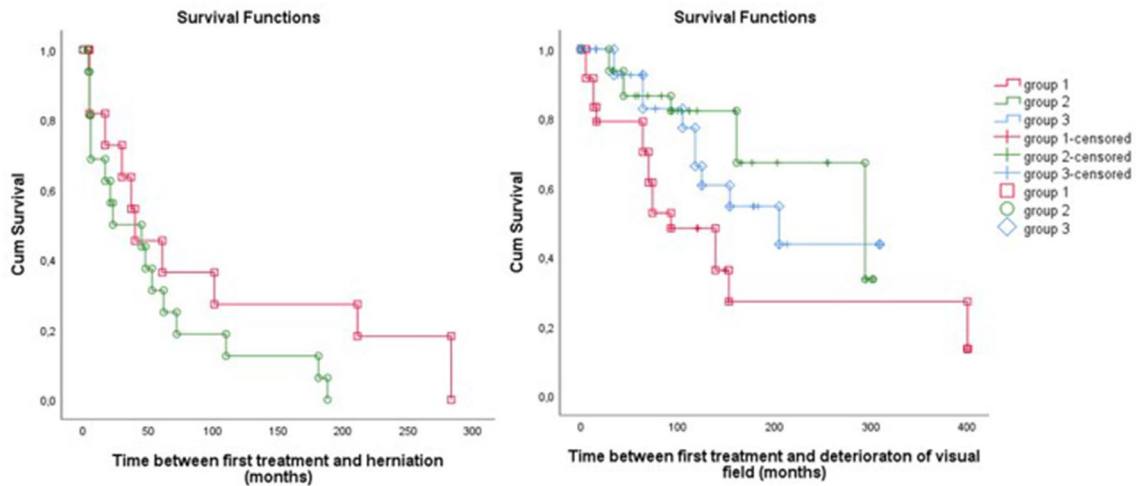 Survival Functions
1,0
0,8
0,6
0,4
0,2
0,0
Cum Survival
0 50 100 150 200 250 300
Time between first treatment and herniation
(months)
Survival Functions
1,0
0,8
0,6
0,4
0,2
0,0
Cum Survival
0 100 200 300 400
Time between first treatment and deterioraton of visual
field (months)
group 1
group 2
group 3
group 1-censored
group 2-censored
group 3-censored
group 1
group 2
group 3